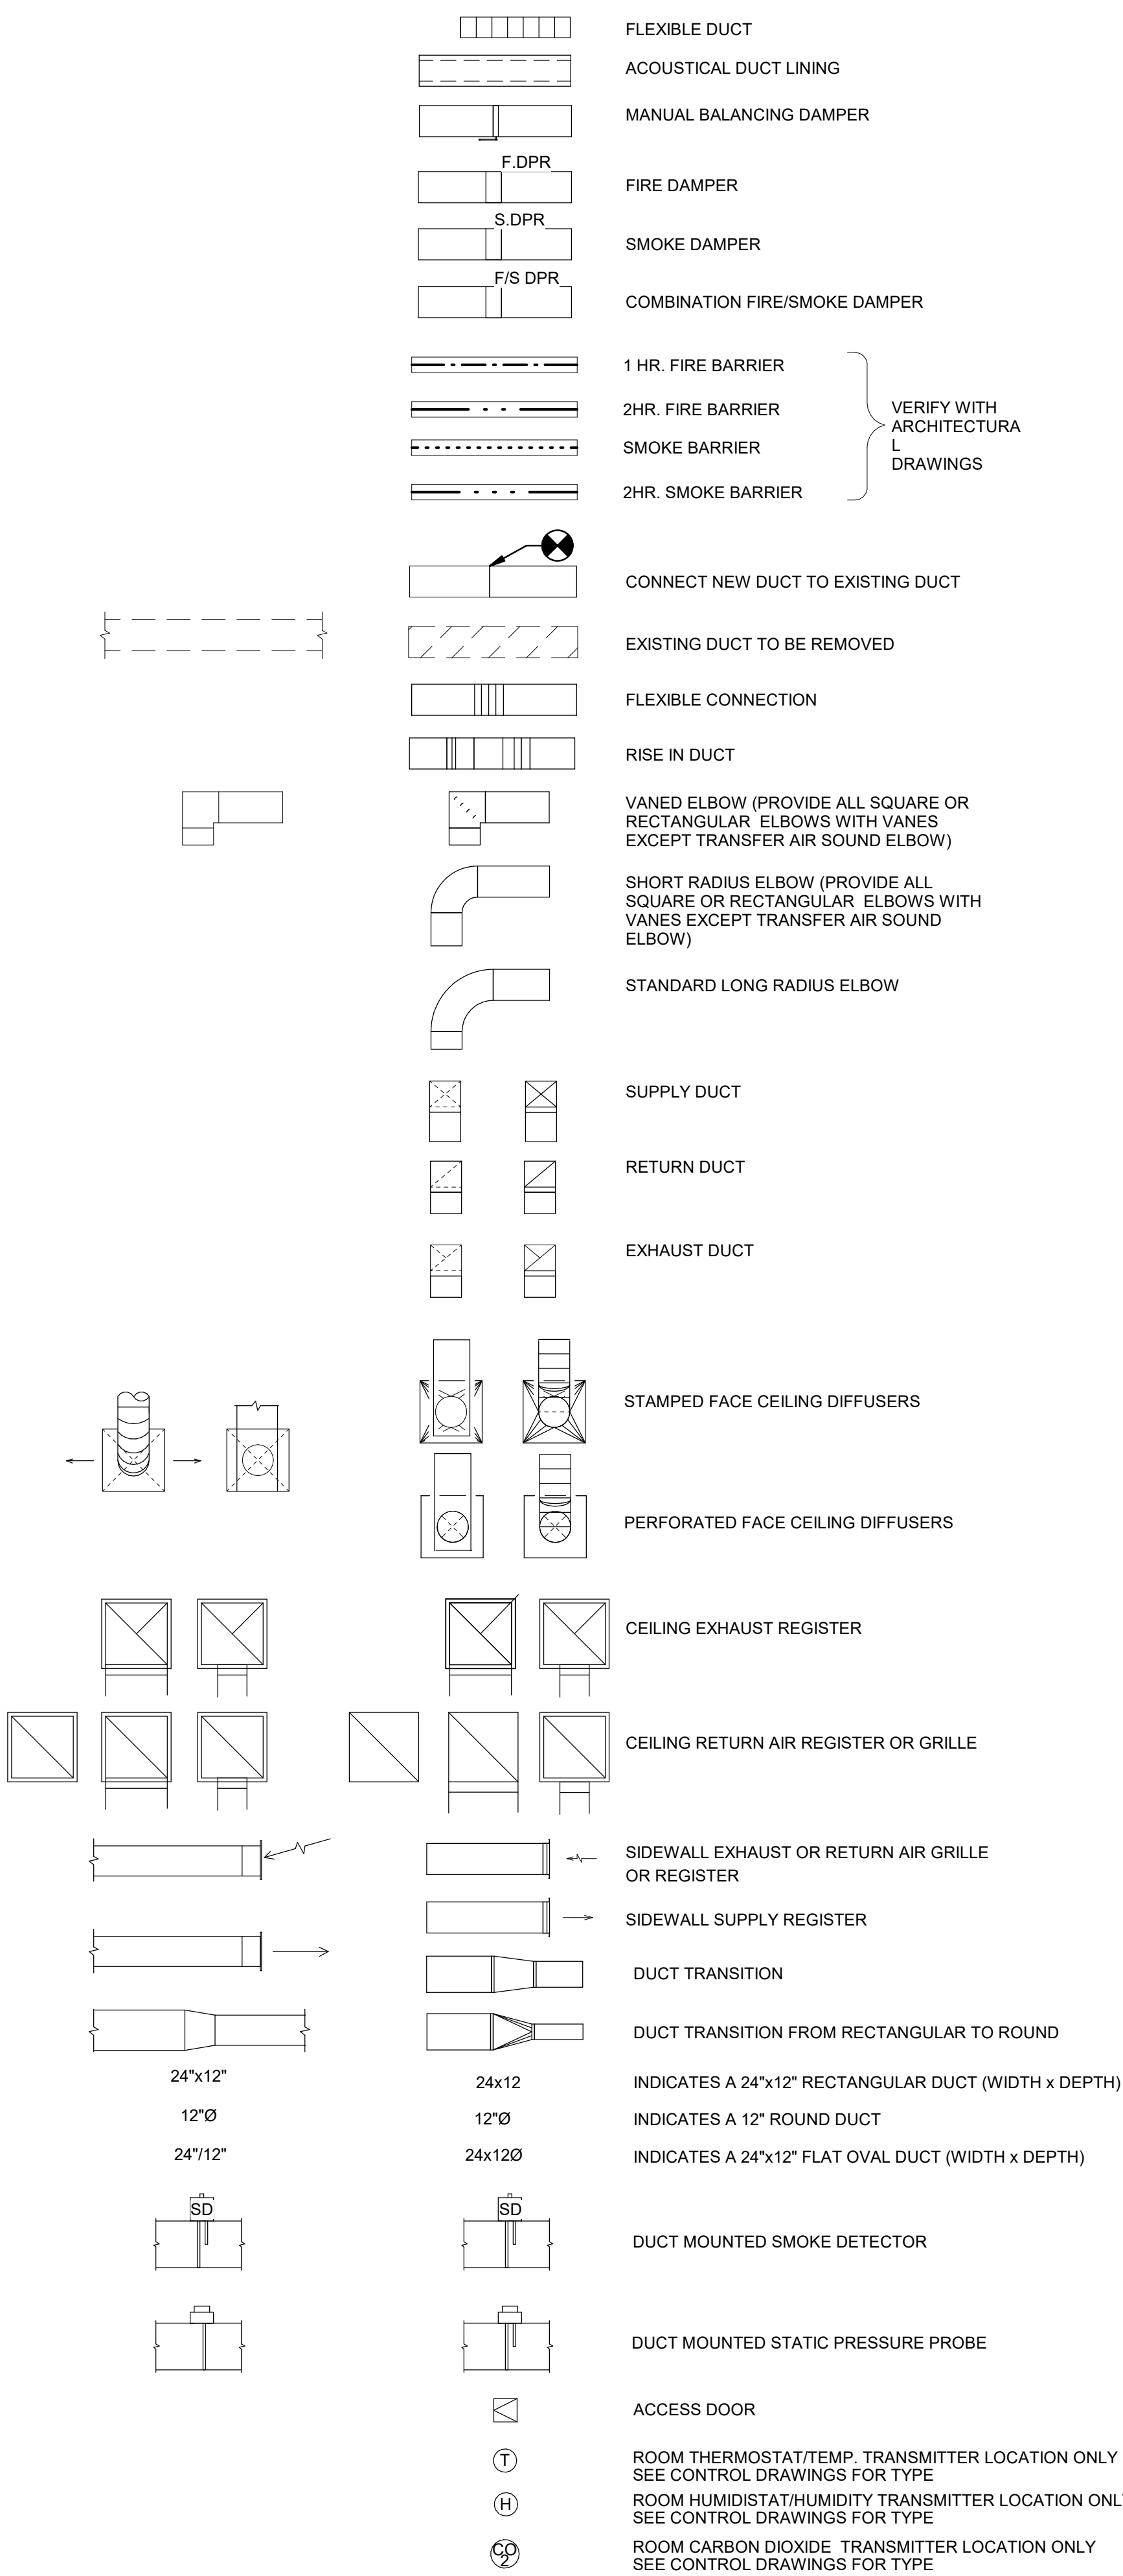 FLEXIBLE DUCT
ACOUSTICAL DUCT LINING
MANUAL BALANCING DAMPER
F.DPR
FIRE DAMPER
S.DPR
SMOKE DAMPER
F/S DPR
COMBINATION FIRE/SMOKE DAMPER
1 HR. FIRE BARRIER
2HR. FIRE BARRIER
SMOKE BARRIER
2HR. SMOKE BARRIER
VERIFY WITH
ARCHITECTURA
L
DRAWINGS
CONNECT NEW DUCT TO EXISTING DUCT
EXISTING DUCT TO BE REMOVED
FLEXIBLE CONNECTION
RISE IN DUCT
VANED ELBOW (PROVIDE ALL SQUARE OR
RECTANGULAR ELBOWS WITH VANES
EXCEPT TRANSFER AIR SOUND ELBOW)
SHORT RADIUS ELBOW (PROVIDE ALL
SQUARE OR RECTANGULAR ELBOWS WITH
VANES EXCEPT TRANSFER AIR SOUND
ELBOW)
STANDARD LONG RADIUS ELBOW
SUPPLY DUCT
RETURN DUCT
EXHAUST DUCT
STAMPED FACE CEILING DIFFUSERS
PERFORATED FACE CEILING DIFFUSERS
CEILING EXHAUST REGISTER
CEILING RETURN AIR REGISTER OR GRILLE
SIDEWALL EXHAUST OR RETURN AIR GRILLE
OR REGISTER
SIDEWALL SUPPLY REGISTER
DUCT TRANSITION
DUCT TRANSITION FROM RECTANGULAR TO ROUND
24"x12" 24x12 INDICATES A 24"x12" RECTANGULAR DUCT (WIDTH x DEPTH)
12"Ø 12"Ø INDICATES A 12" ROUND DUCT
24"/12" 24x12Ø INDICATES A 24"x12" FLAT OVAL DUCT (WIDTH x DEPTH)
SD SD
DUCT MOUNTED SMOKE DETECTOR
DUCT MOUNTED STATIC PRESSURE PROBE
ACCESS DOOR
T ROOM THERMOSTAT/TEMP. TRANSMITTER LOCATION ONLY
SEE CONTROL DRAWINGS FOR TYPE
H ROOM HUMIDISTAT/HUMIDITY TRANSMITTER LOCATION ONL
SEE CONTROL DRAWINGS FOR TYPE
CO
2
ROOM CARBON DIOXIDE TRANSMITTER LOCATION ONLY
SEE CONTROL DRAWINGS FOR TYPE